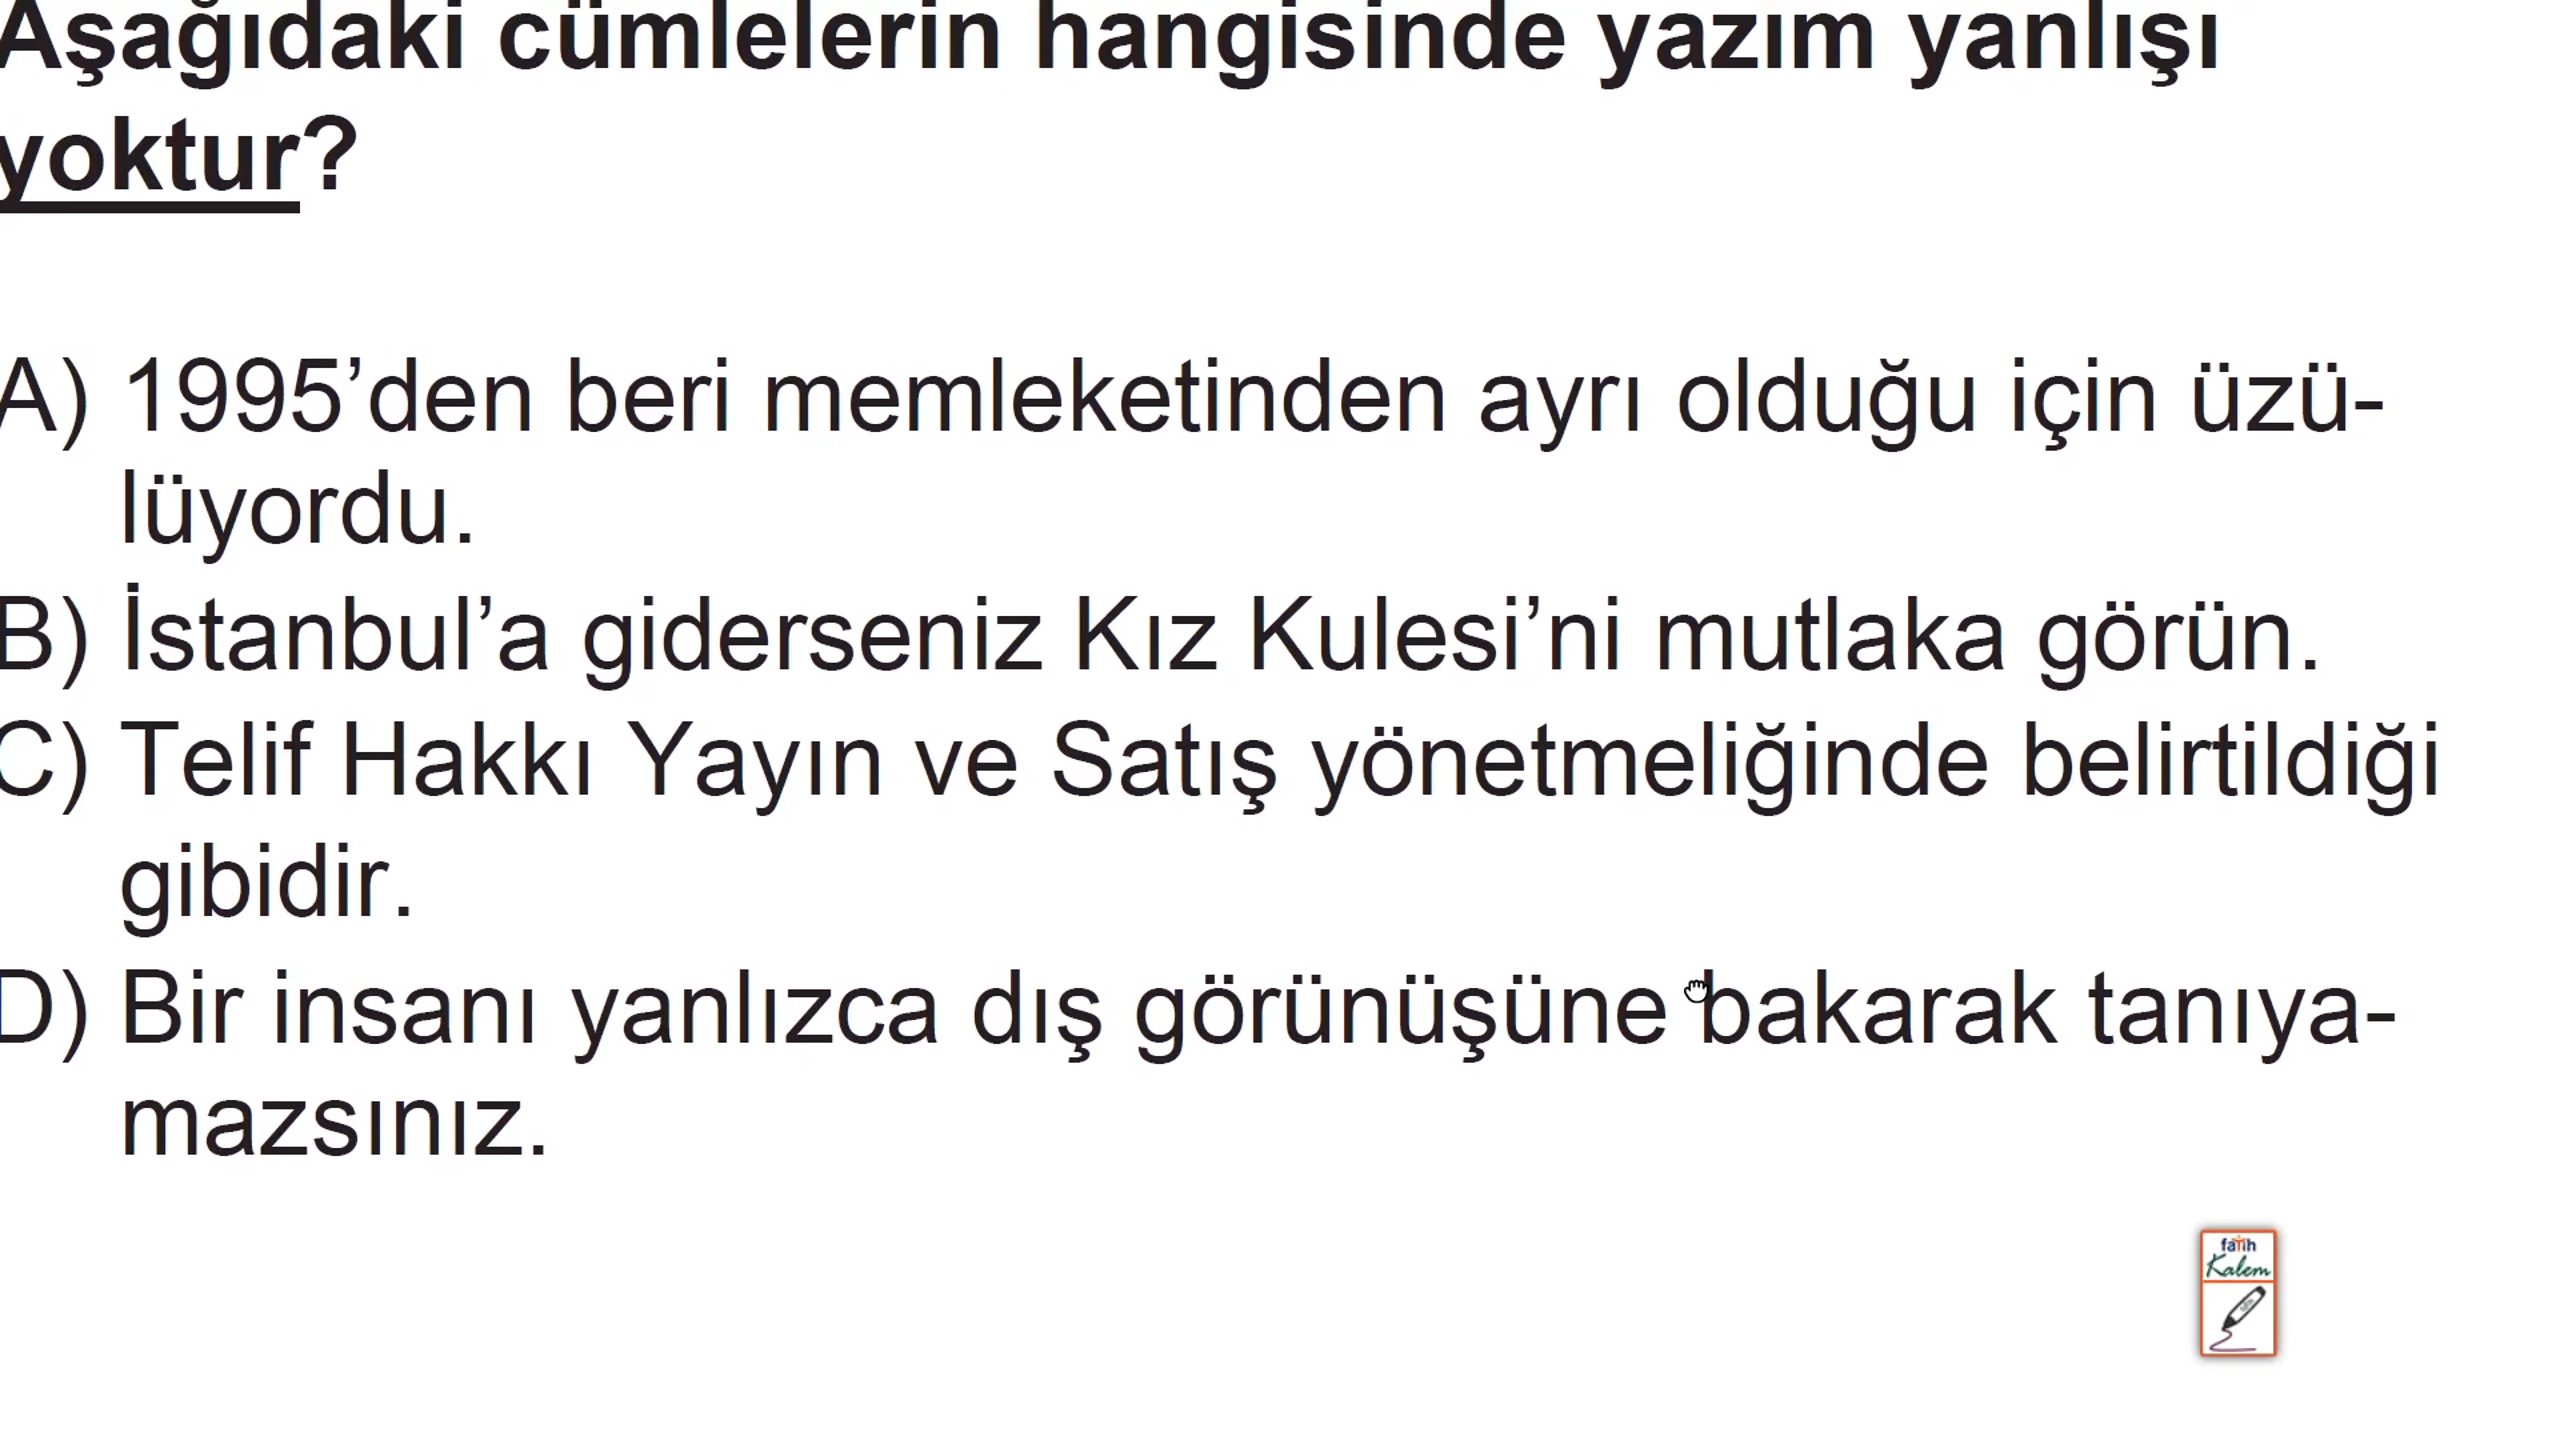 Aşağıdaki cümlelerin hangisinde yazım yanlışı
yoktur?
A) 1995’den beri memleketinden ayrı olduğu için üzü-
lüyordu.
B) İstanbul’a giderseniz Kız Kulesi’ni mutlaka görün.
C) Telif Hakkı Yayın ve Satış yönetmeliğinde belirtildiği
gibidir.
D) Bir insanı yanlızca dış görünüşüne bakarak tanıya-
mazsınız.
fatih
Kalem